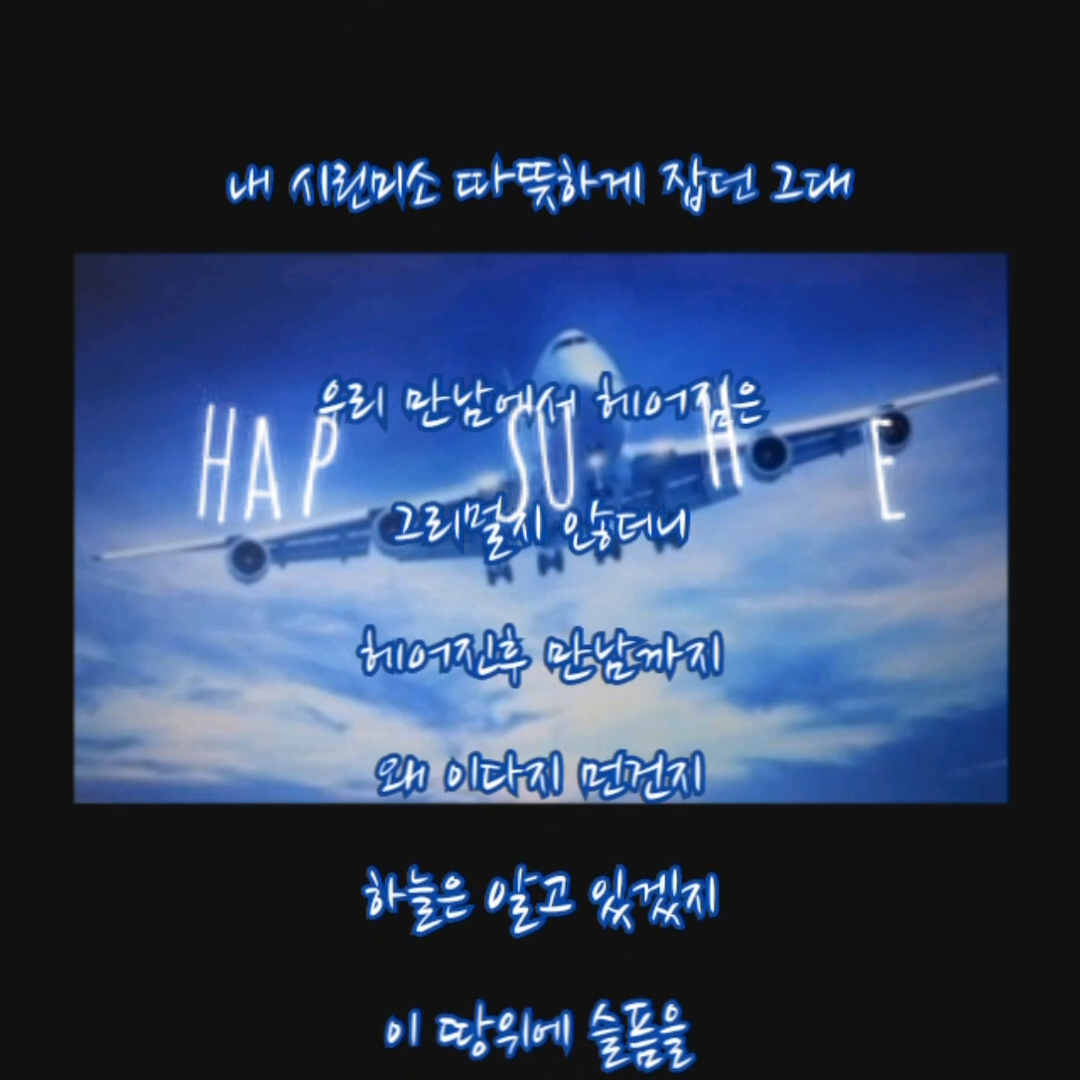 내 시린미소 따뜻하게 잡던 그대
우리 만남에서 헤어짐은
HAP SO H E
그리멀지 않더니
헤어진후 만남까지
왜 이다지 먼건지
하늘은 알고 있겠지
이 땅위에 슬픔을